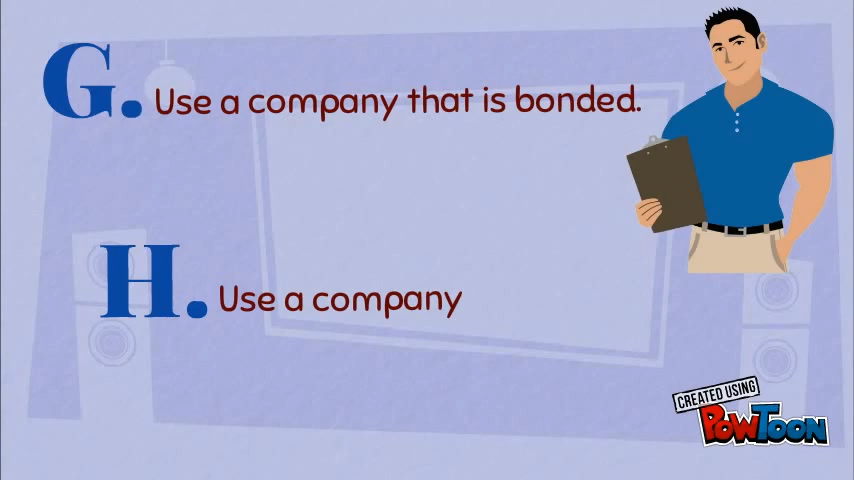 G. Use a company that is bonded.
H. Use a company
CREATED USING
POWTOON